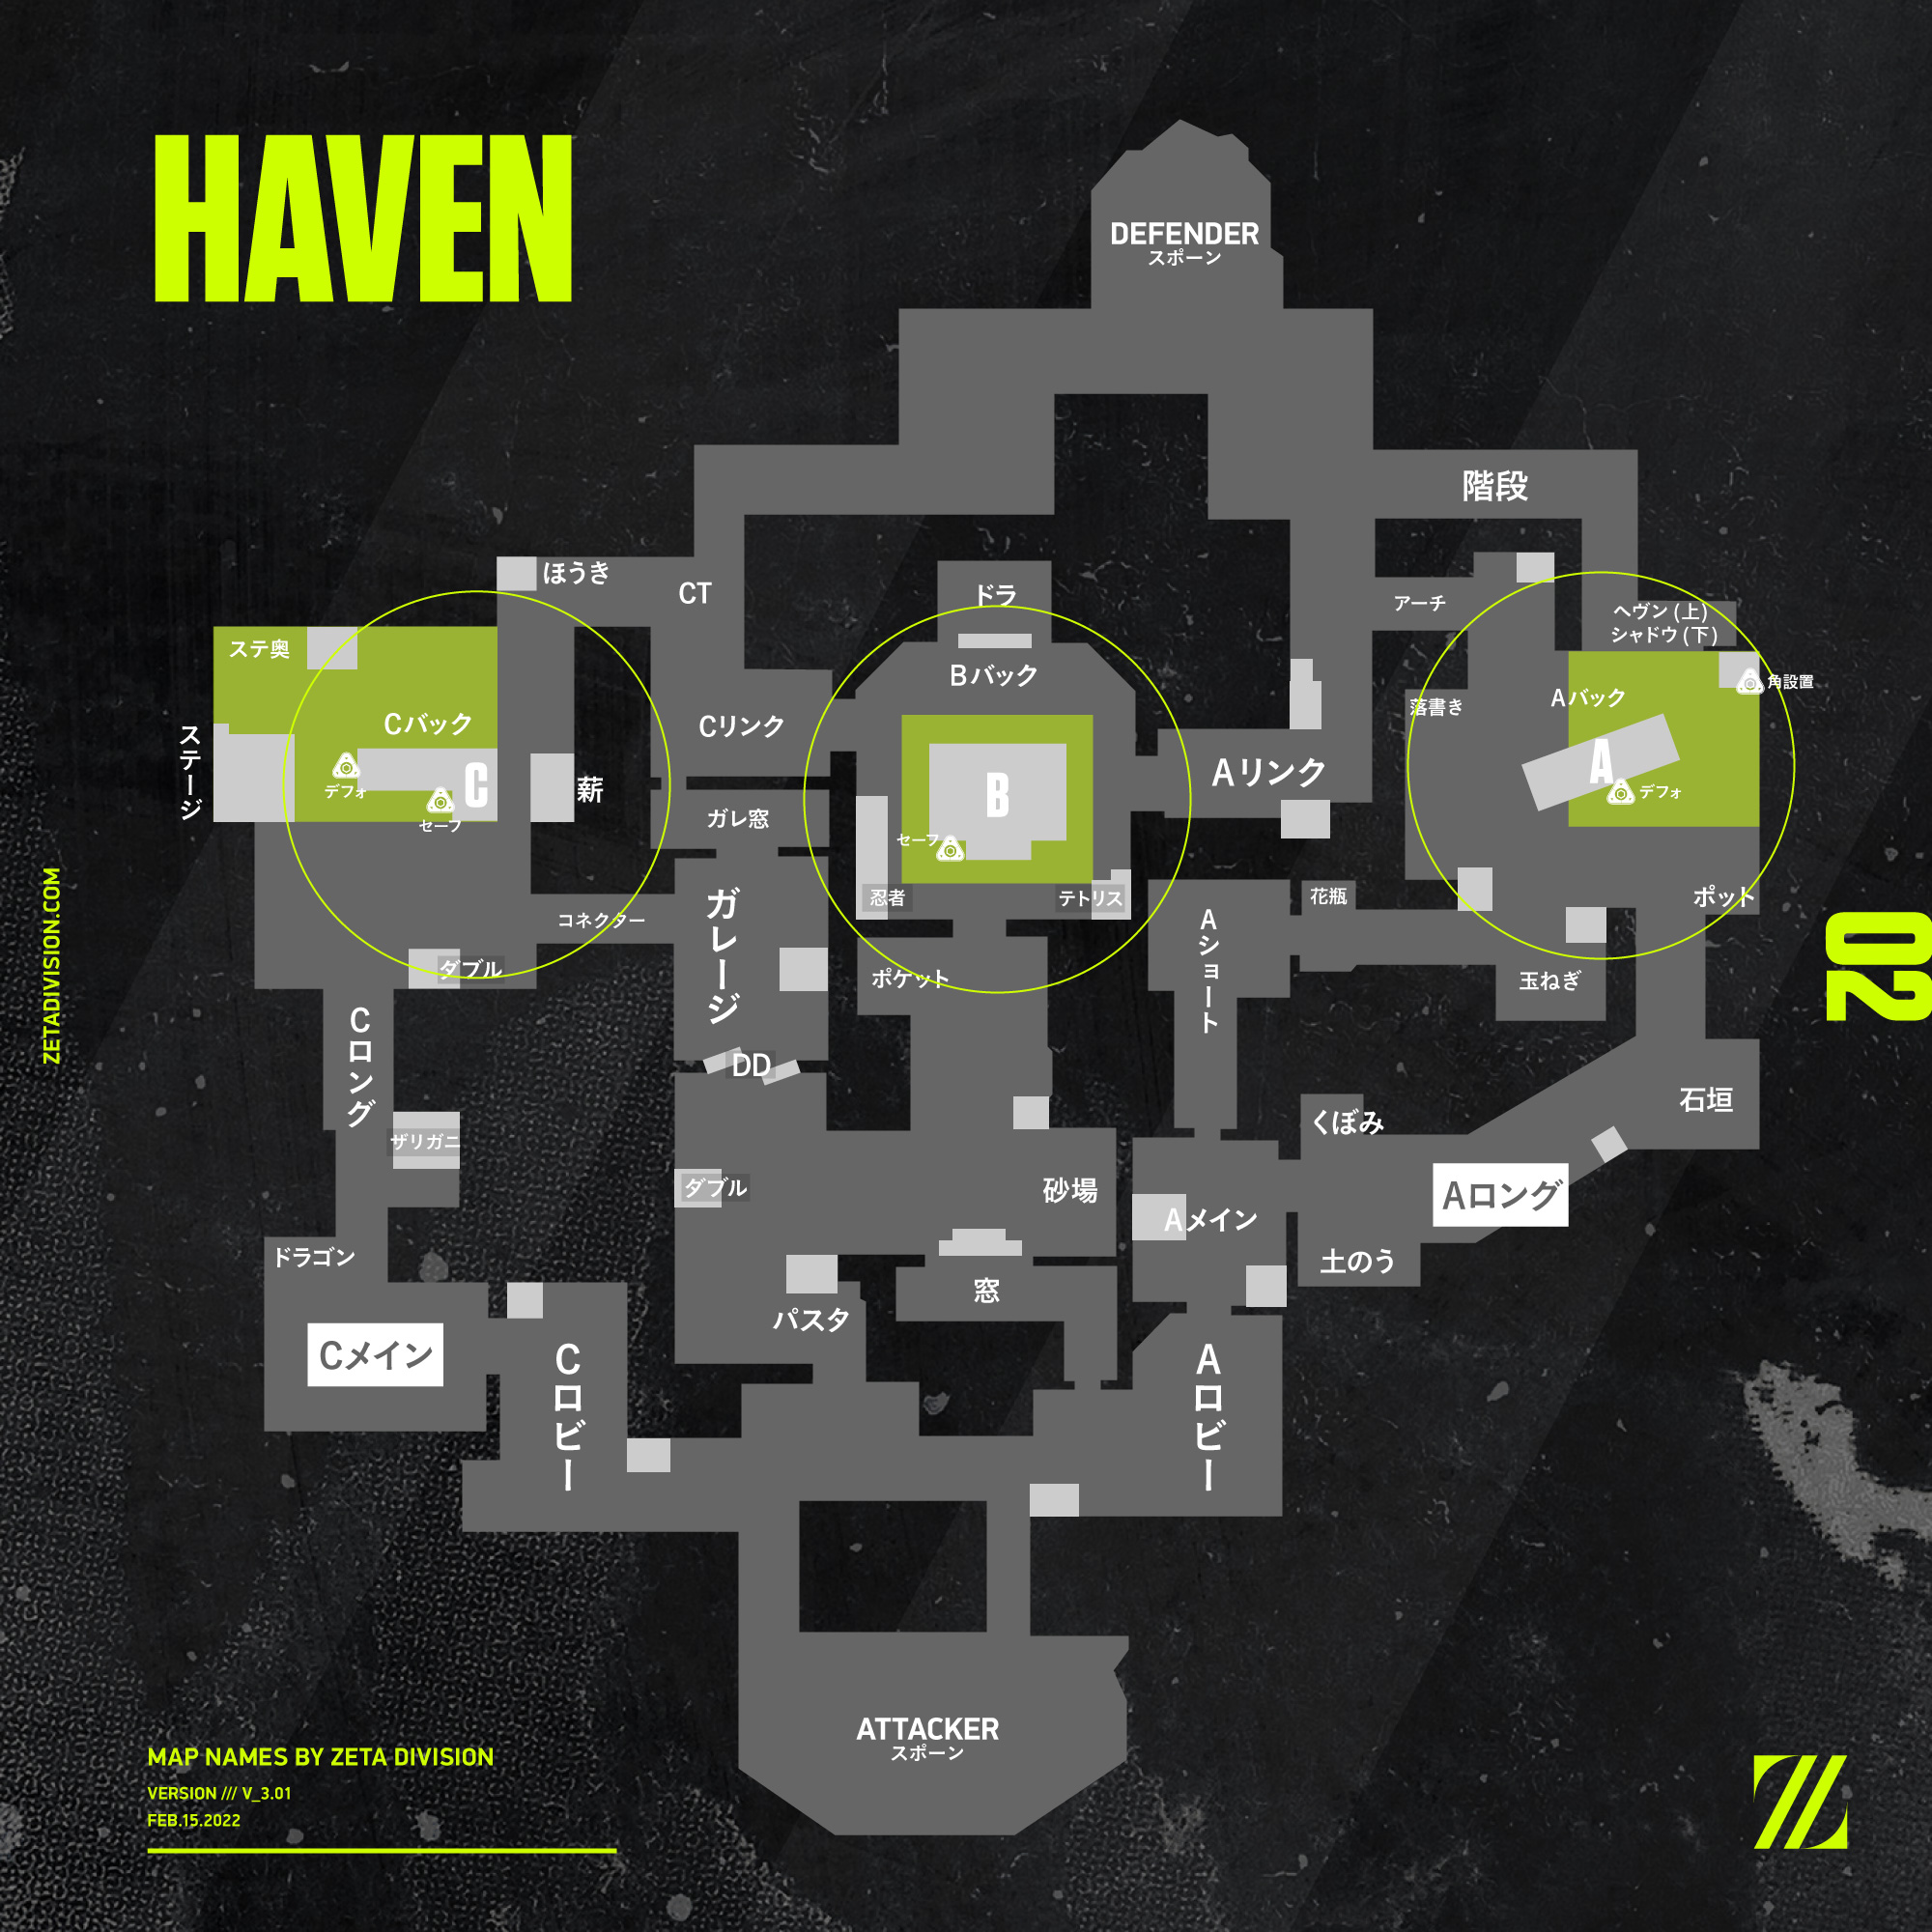 HAVEN
DEFENDER
スポーン
階段
ほうき
CT
ドラ
アーチ
ヘヴン (上)
シャドウ (下)
ステ奥
Bバック
Aバック
角設置
落書き
Cバック
Cリンク
ステージ
デフォ
セーフ
C
薪
ガレ窓
B
セーフ
Aリンク
A
デフォ
忍者
テトリス
花瓶
ポット
コネクター
ガレージ
Aショート
ダブル
ポケット
玉ねぎ
ZETADIVISION.COM
02
Cロング
DD
くぼみ
石垣
ザリガニ
ダブル
砂場
Aメイン
Aロング
ドラゴン
窓
土のう
パスタ
Cメイン
Cロビー
Aロビー
ATTACKER
スポーン
MAP NAMES BY ZETA DIVISION
VERSION /// V_3.01
FEB.15.2022